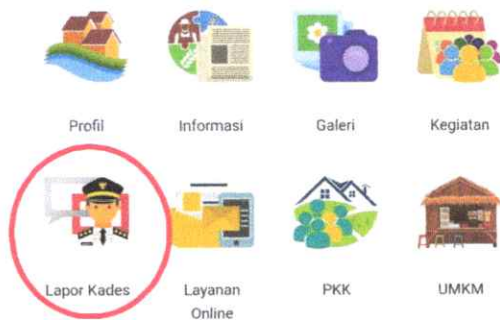 Profil
Informasi
Galeri
Kegiatan
Lapor Kades
Layanan
Online
PKK
UMKM